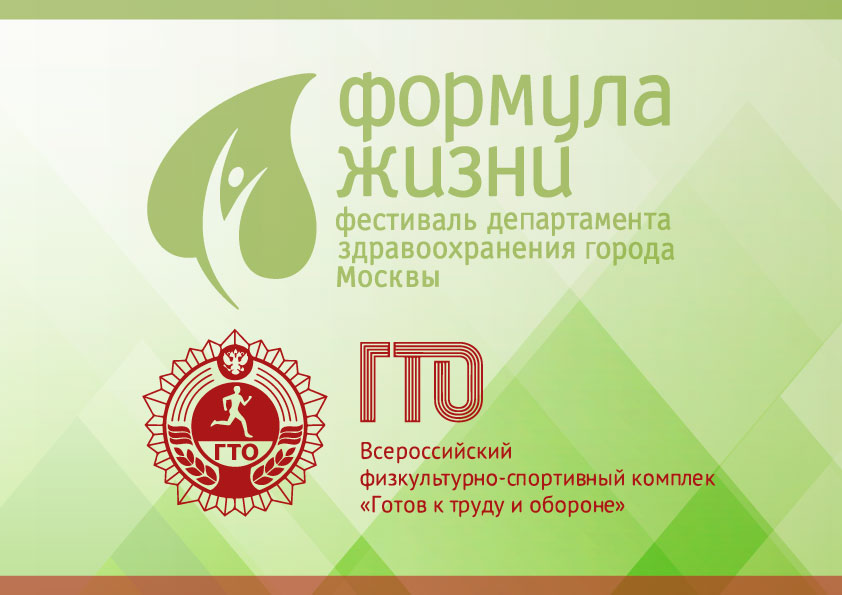 формула
жизни
фестиваль департамента
здравоохранения города
Москвы
ГТО
ГТО
Всероссийский
физкультурно-спортивный комплек
«Готов к труду и обороне»